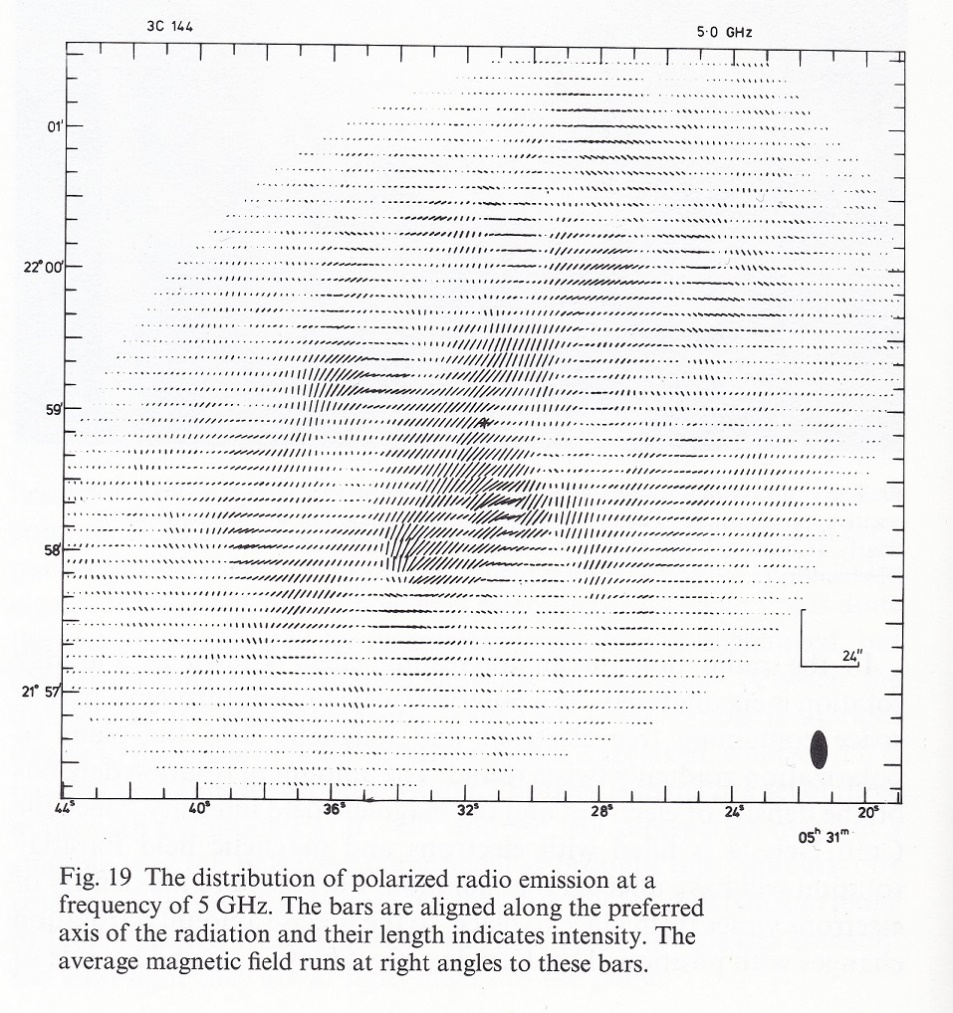 3C 144 5·0 GHz
01'
22° 00'
59'
58'
24"
21° 57'
44ˢ 40ˢ 36ˢ 32ˢ 28ˢ 24ˢ 20ˢ
05ʰ 31ᵐ
Fig. 19 The distribution of polarized radio emission at a
frequency of 5 GHz. The bars are aligned along the preferred
axis of the radiation and their length indicates intensity. The
average magnetic field runs at right angles to these bars.